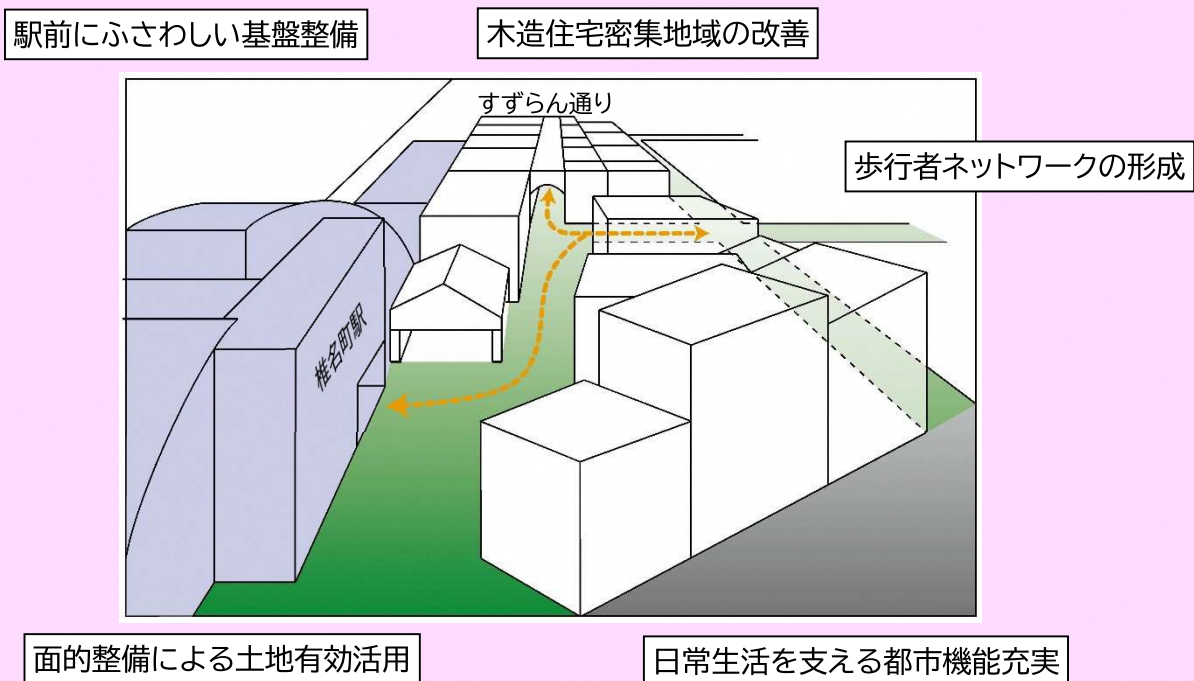 駅前にふさわしい基盤整備
木造住宅密集地域の改善
すずらん通り
歩行者ネットワークの形成
椎名町駅
面的整備による土地有効活用
日常生活を支える都市機能充実